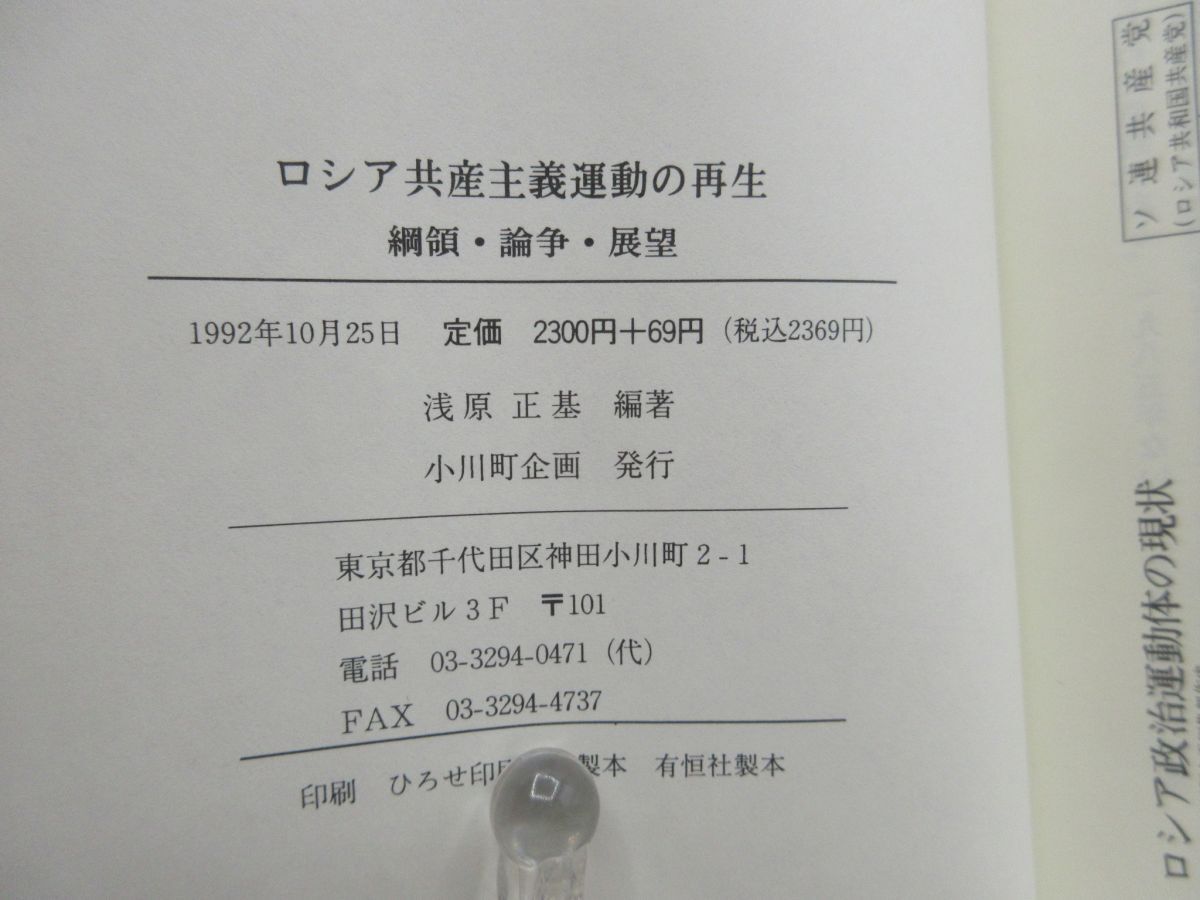 ロシア共産主義運動の再生
綱領・論争・展望
1992年10月25日 定価 2300円＋69円（税込2369円）
浅原 正基 編著
小川町企画 発行
東京都千代田区神田小川町2-1
田沢ビル3F 〒101
電話 03-3294-0471（代）
FAX 03-3294-4737
印刷 ひろせ印 製本 有恒社製本
ソ連共産党
（ロシア共和国共産党）
ロシア政治運動体の現状